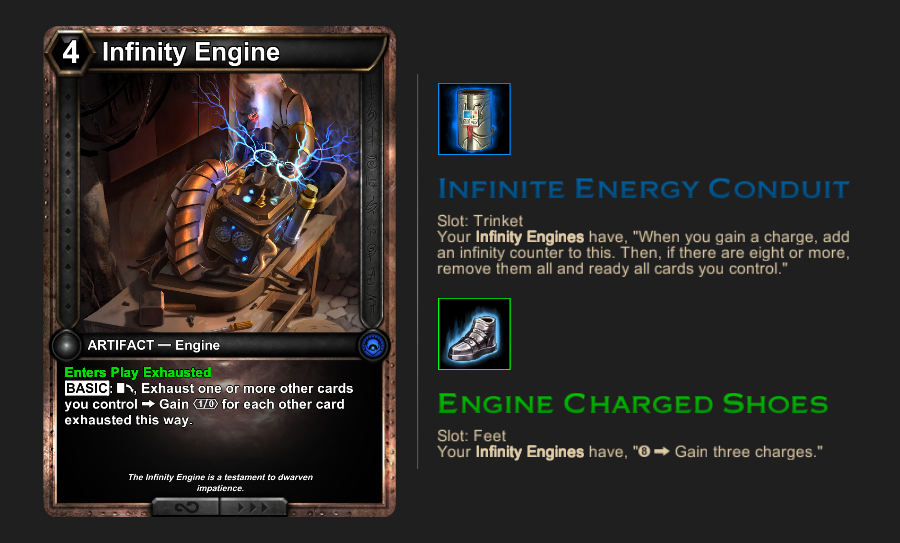 4 Infinity Engine
ARTIFACT — Engine
Enters Play Exhausted
BASIC: , Exhaust one or more other cards
you control ➡ Gain 1/0 for each other card
exhausted this way.
The Infinity Engine is a testament to dwarven
impatience.
INFINITE ENERGY CONDUIT
Slot: Trinket
Your Infinity Engines have, "When you gain a charge, add
an infinity counter to this. Then, if there are eight or more,
remove them all and ready all cards you control."
ENGINE CHARGED SHOES
Slot: Feet
Your Infinity Engines have, "➑ ➡ Gain three charges."